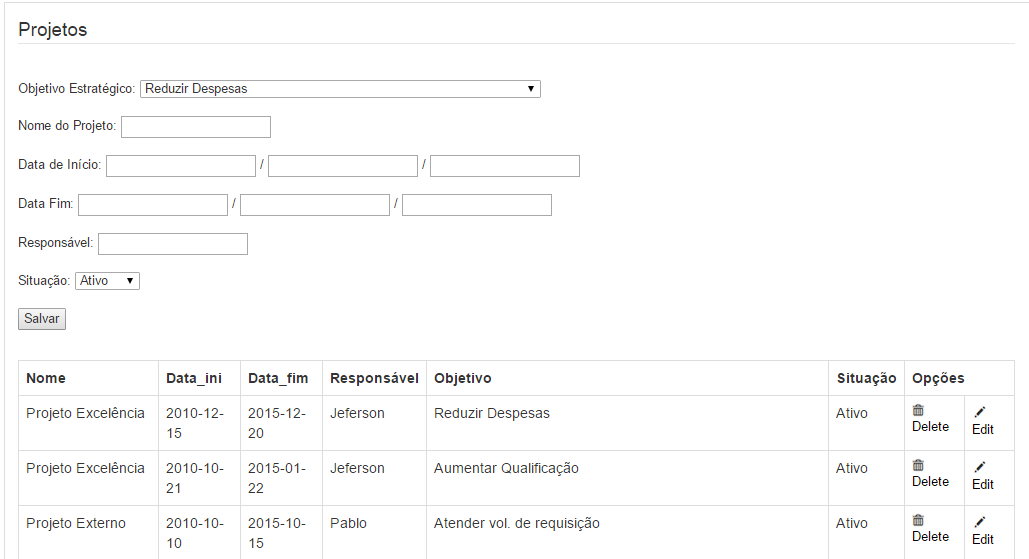 Projetos
Objetivo Estratégico: Reduzir Despesas
Nome do Projeto:
Data de Início: / /
Data Fim: / /
Responsável:
Situação: Ativo
Salvar
Nome Data_ini Data_fim Responsável Objetivo Situação Opções
Projeto Excelência 2010-12- 2015-12- Jeferson Reduzir Despesas Ativo Delete Edit
15 20
Projeto Excelência 2010-10- 2015-01- Jeferson Aumentar Qualificação Ativo Delete Edit
21 22
Projeto Externo 2010-10- 2015-10- Pablo Atender vol. de requisição Ativo Delete Edit
10 15